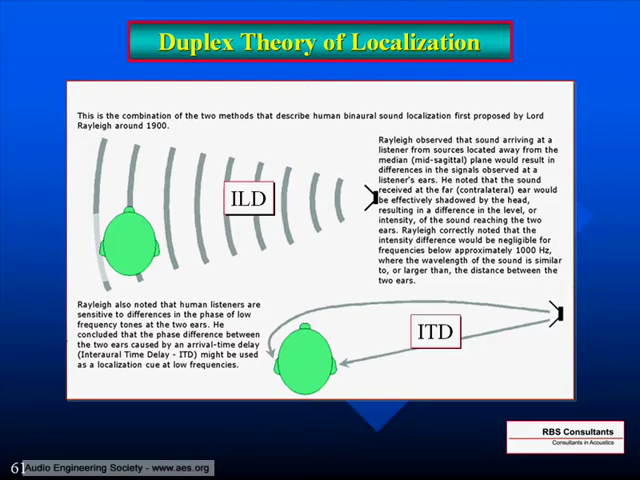 Duplex Theory of Localization
This is the combination of the two methods that describe human binaural sound localization first proposed by Lord
Rayleigh around 1900.
Rayleigh observed that sound arriving at a
listener from sources located away from the
median (mid-sagittal) plane would result in
differences in the signals observed at a
listener's ears. He noted that the sound
received at the far (contralateral) ear would
be effectively shadowed by the head,
resulting in a difference in the level, or
intensity, of the sound reaching the two
ears. Rayleigh correctly noted that the
intensity difference would be negligible for
frequencies below approximately 1000 Hz,
where the wavelength of the sound is similar
to, or larger than, the distance between the
two ears.
ILD
Rayleigh also noted that human listeners are
sensitive to differences in the phase of low
frequency tones at the two ears. He
concluded that the phase difference between
the two ears caused by an arrival-time delay
(Interaural Time Delay - ITD) might be used
as a localization cue at low frequencies.
ITD
RBS Consultants
Consultants in Acoustics
61
Audio Engineering Society - www.aes.org